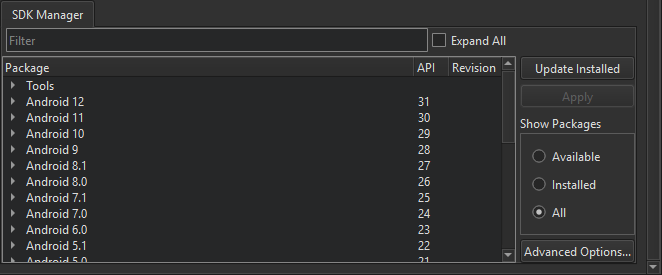 SDK Manager
Filter
Expand All
Package API Revision
Update Installed
Tools
Android 12 31
Apply
Android 11 30
Show Packages
Android 10 29
Android 9 28
Available
Android 8.1 27
Android 8.0 26
Installed
Android 7.1 25
Android 7.0 24
All
Android 6.0 23
Android 5.1 22
Advanced Options...
Android 5.0 21